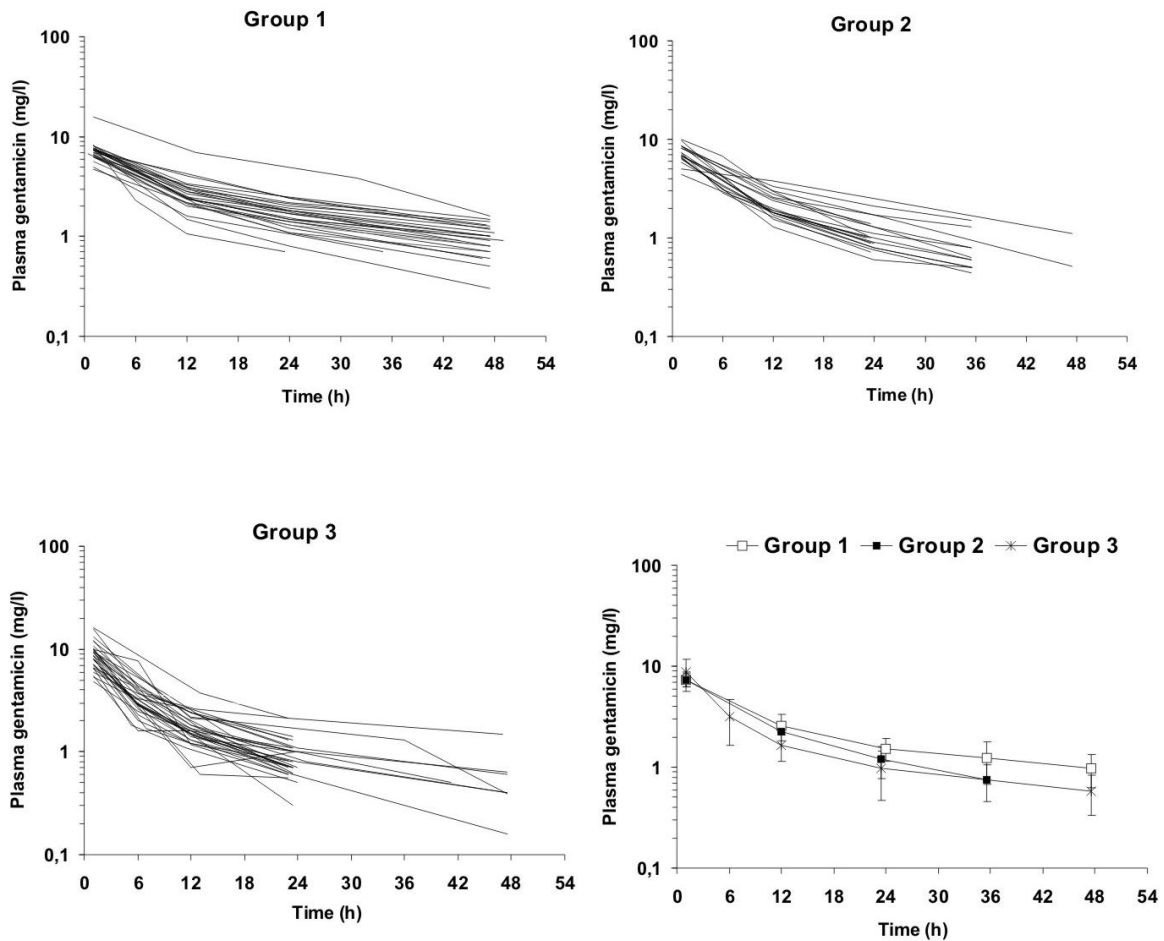 Group 1
100
10
1
0,1
Plasma gentamicin (mg/l)
0 6 12 18 24 30 36 42 48 54
Time (h)
Group 2
100
10
1
0,1
Plasma gentamicin (mg/l)
0 6 12 18 24 30 36 42 48 54
Time (h)
Group 3
100
10
1
0,1
Plasma gentamicin (mg/l)
0 6 12 18 24 30 36 42 48 54
Time (h)
Group 1 Group 2 Group 3
100
10
1
0,1
Plasma gentamicin (mg/l)
0 6 12 18 24 30 36 42 48 54
Time (h)